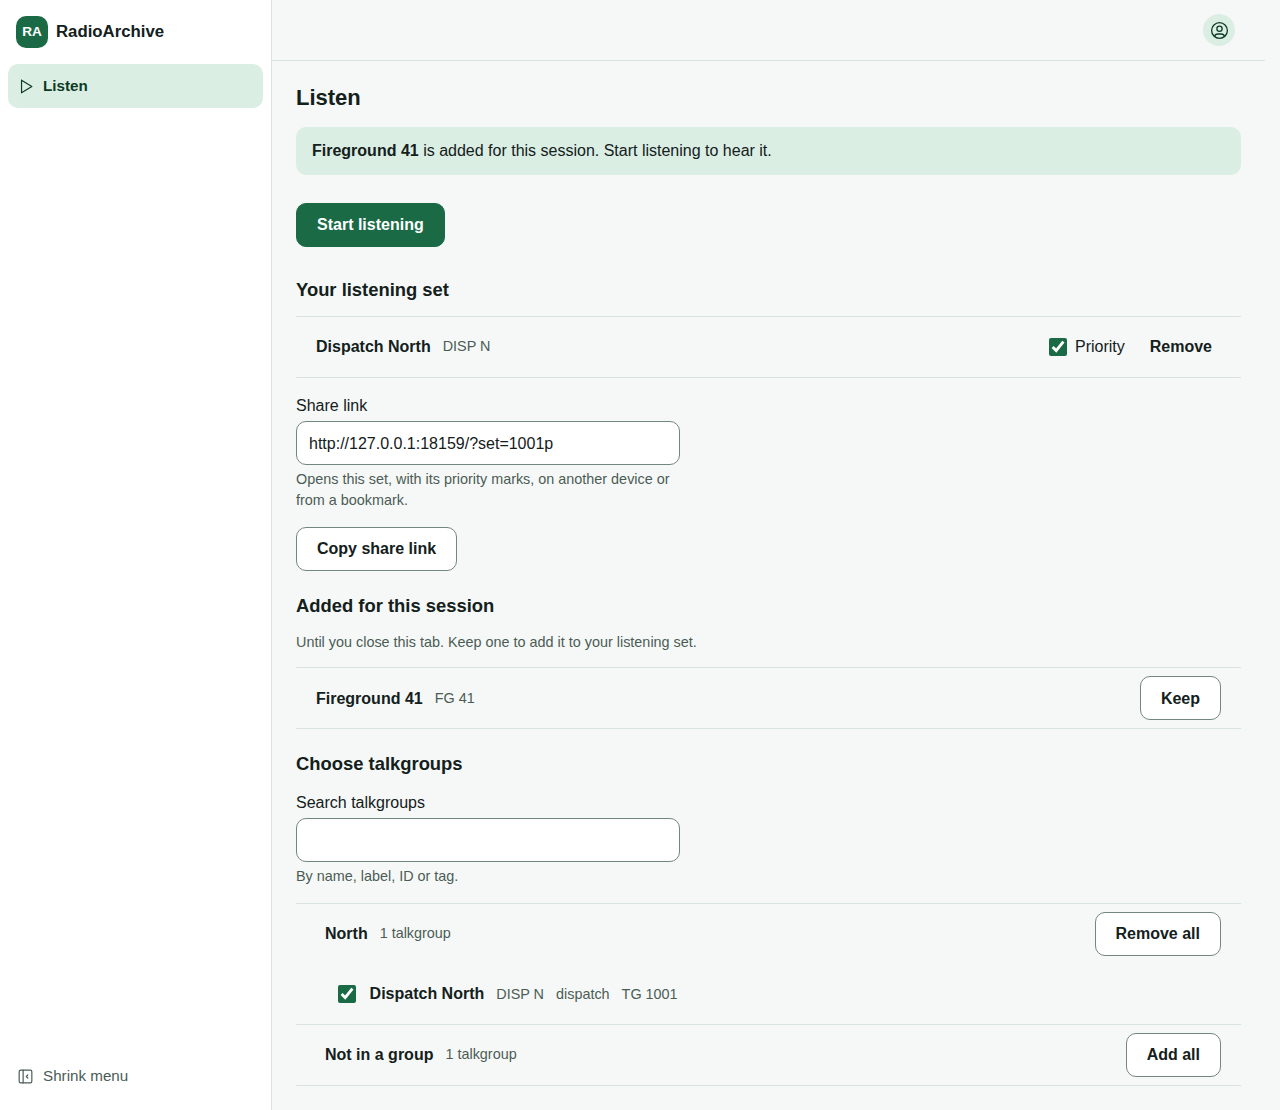 RA RadioArchive
Listen
Listen
Fireground 41 is added for this session. Start listening to hear it.
Start listening
Your listening set
Dispatch North DISP N Priority Remove
Share link
http://127.0.0.1:18159/?set=1001p
Opens this set, with its priority marks, on another device or
from a bookmark.
Copy share link
Added for this session
Until you close this tab. Keep one to add it to your listening set.
Fireground 41 FG 41 Keep
Choose talkgroups
Search talkgroups
By name, label, ID or tag.
North 1 talkgroup Remove all
Dispatch North DISP N dispatch TG 1001
Not in a group 1 talkgroup Add all
Shrink menu